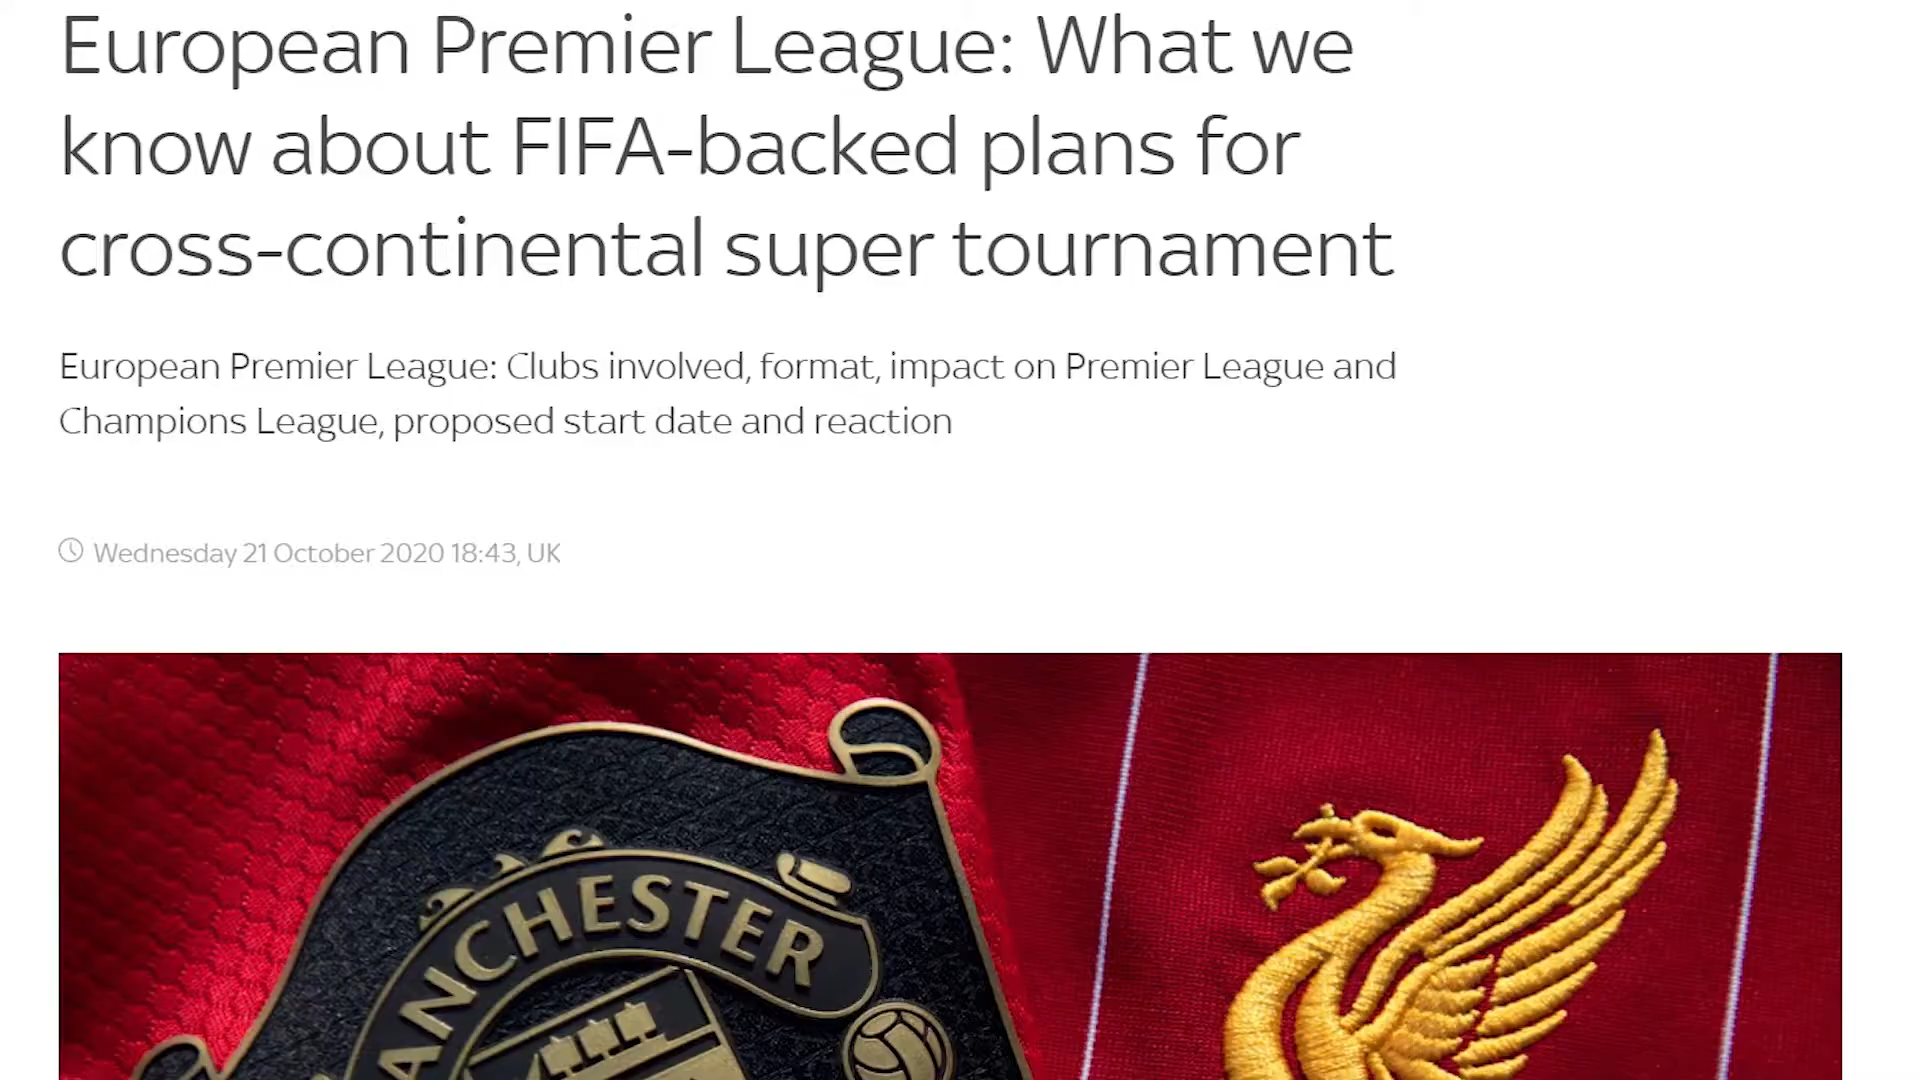 European Premier League: What we
know about FIFA-backed plans for
cross-continental super tournament
European Premier League: Clubs involved, format, impact on Premier League and
Champions League, proposed start date and reaction
Wednesday 21 October 2020 18:43, UK
MANCHESTER